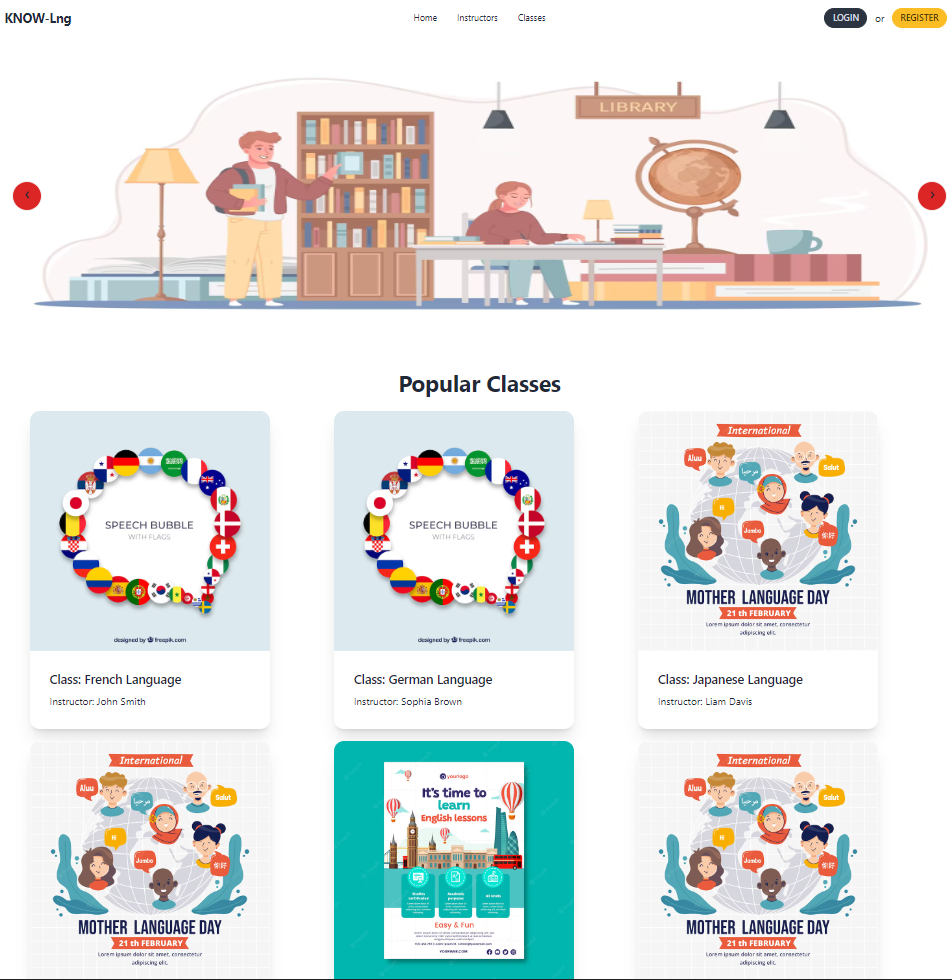 KNOW-Lng
Home Instructors Classes
LOGIN or REGISTER
LIBRARY
Popular Classes
SPEECH BUBBLE
WITH FLAGS
designed by freepik.com
Class: French Language
Instructor: John Smith
SPEECH BUBBLE
WITH FLAGS
designed by freepik.com
Class: German Language
Instructor: Sophia Brown
International
Aluu
مرحبا
Salut
Hi
Jambo
你好
MOTHER LANGUAGE DAY
21 th FEBRUARY
Lorem ipsum dolor sit amet, consectetur
adipiscing elit.
Class: Japanese Language
Instructor: Liam Davis
International
Aluu
مرحبا
Salut
Hi
Jambo
你好
MOTHER LANGUAGE DAY
21 th FEBRUARY
Lorem ipsum dolor sit amet, consectetur
adipiscing elit.
yourlogo
It's time to
learn
English lessons
Easy & Fun
International
Aluu
مرحبا
Salut
Hi
Jambo
你好
MOTHER LANGUAGE DAY
21 th FEBRUARY
Lorem ipsum dolor sit amet, consectetur
adipiscing elit.